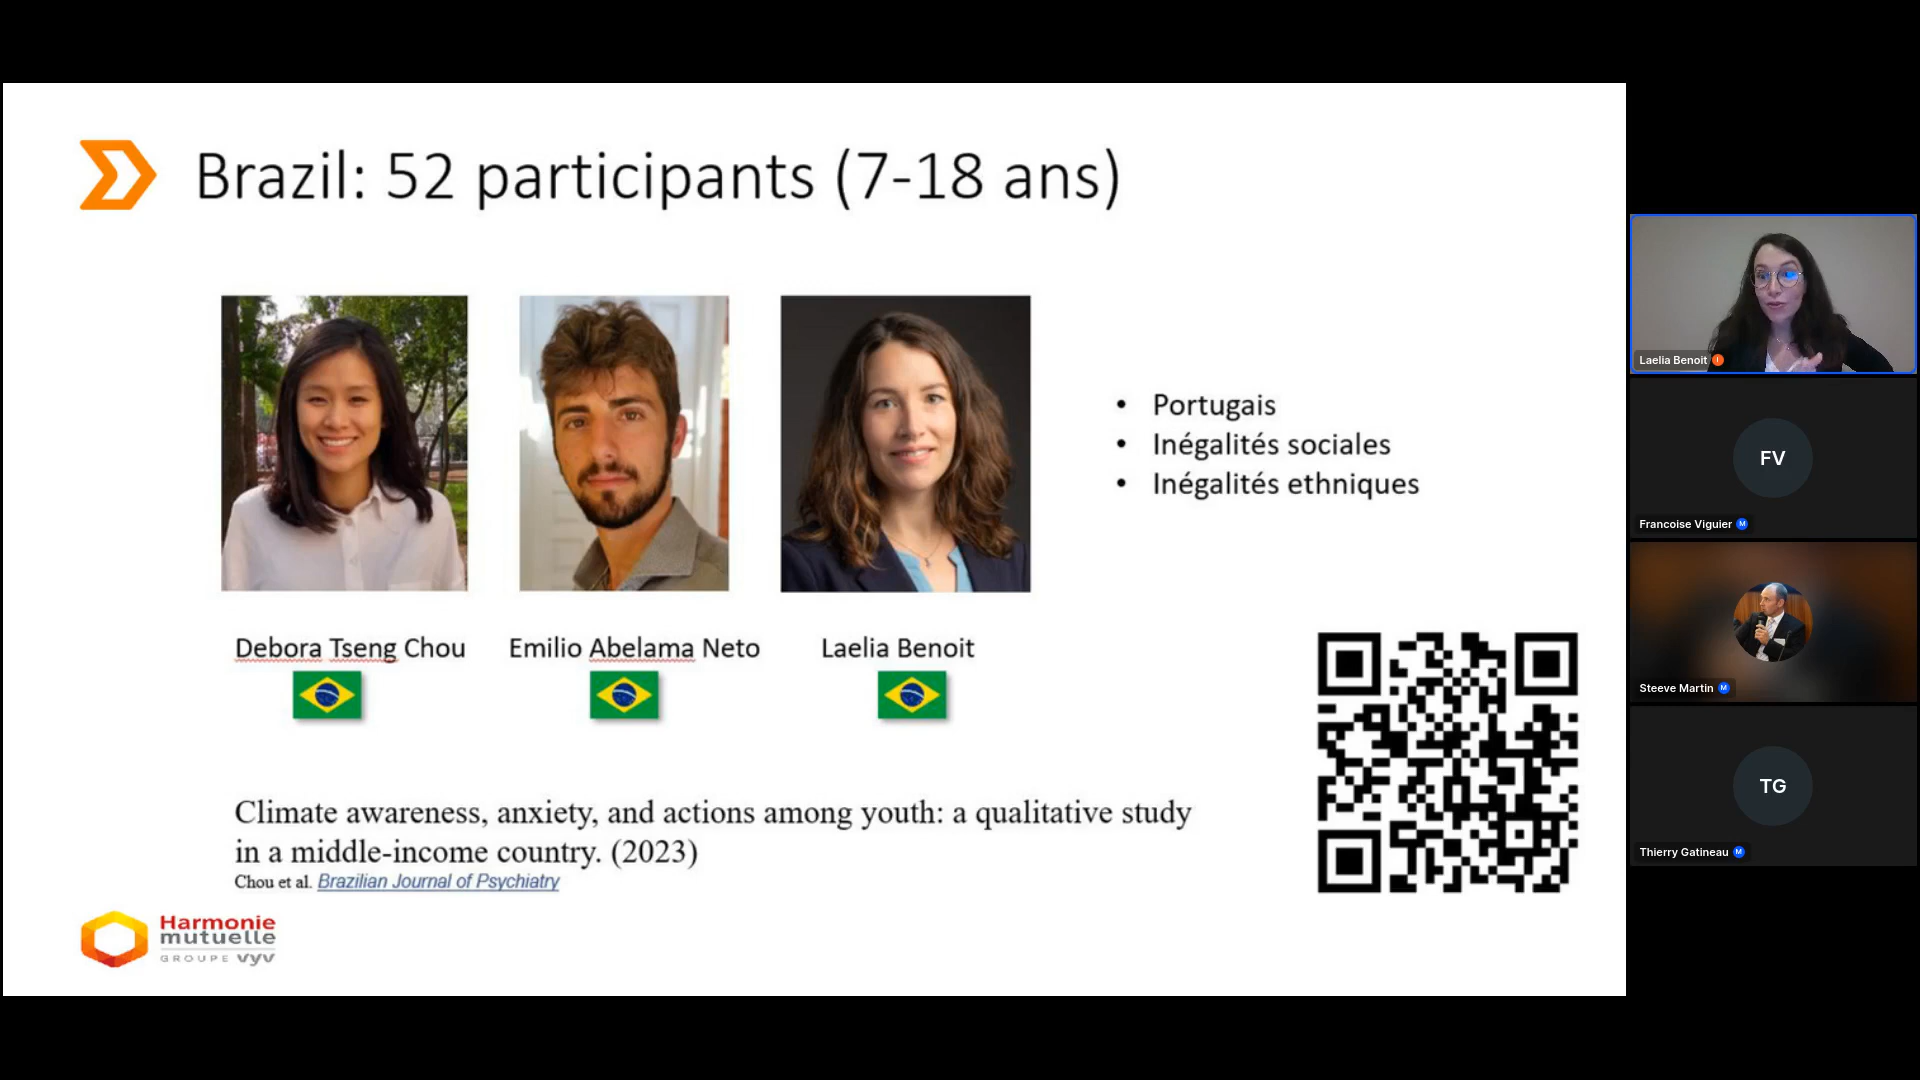 Brazil: 52 participants (7-18 ans)
• Portugais
• Inégalités sociales
• Inégalités ethniques
Debora Tseng Chou
Emilio Abelama Neto
Laelia Benoit
Climate awareness, anxiety, and actions among youth: a qualitative study
in a middle-income country. (2023)
Chou et al. Brazilian Journal of Psychiatry
Harmonie
mutuelle
GROUPE vyv
Laelia Benoit I
FV
Francoise Viguier M
Steeve Martin M
TG
Thierry Gatineau M